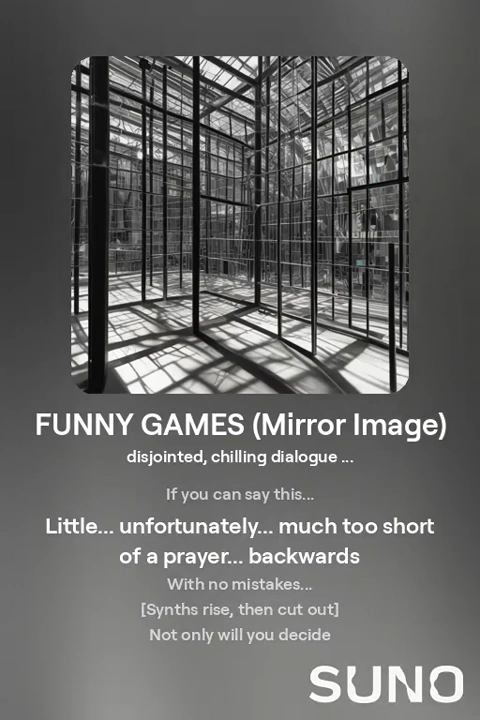 FUNNY GAMES (Mirror Image)
disjointed, chilling dialogue ...
If you can say this...
Little... unfortunately... much too short
of a prayer... backwards
With no mistakes...
[Synths rise, then cut out]
Not only will you decide
SUNO